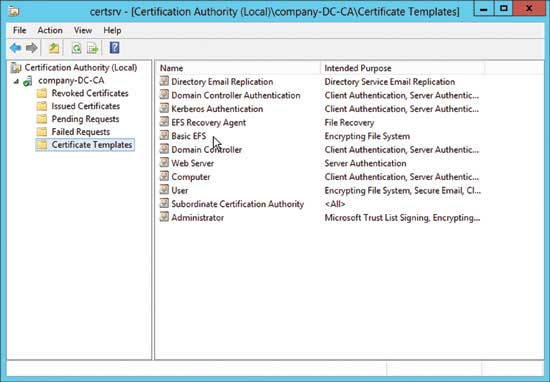 certsrv - [Certification Authority (Local)\company-DC-CA\Certificate Templates]
File Action View Help
Certification Authority (Local)
company-DC-CA
Revoked Certificates
Issued Certificates
Pending Requests
Failed Requests
Certificate Templates
Name Intended Purpose
Directory Email Replication Directory Service Email Replication
Domain Controller Authentication Client Authentication, Server Authentic...
Kerberos Authentication Client Authentication, Server Authentic...
EFS Recovery Agent File Recovery
Basic EFS Encrypting File System
Domain Controller Client Authentication, Server Authentic...
Web Server Server Authentication
Computer Client Authentication, Server Authentic...
User Encrypting File System, Secure Email, Cl...
Subordinate Certification Authority <All>
Administrator Microsoft Trust List Signing, Encrypting...